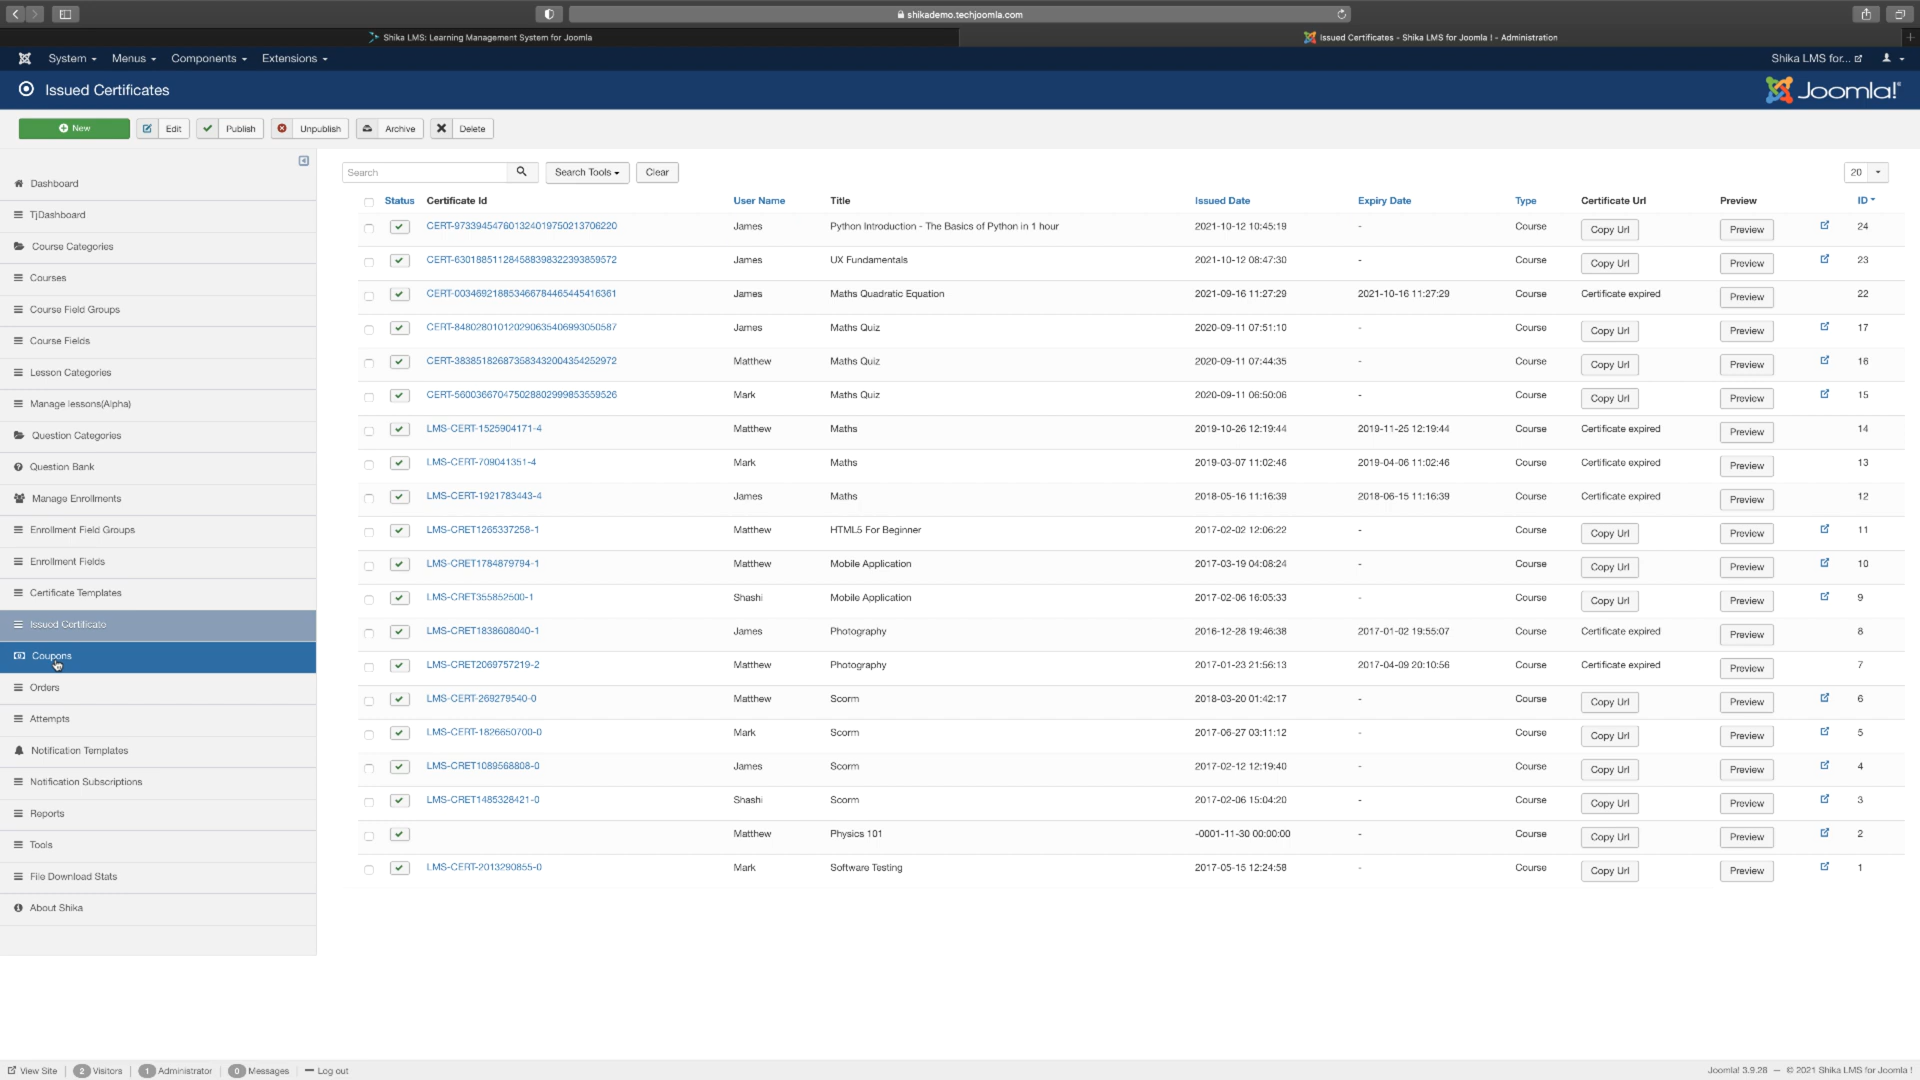 shikademo.techjoomla.com
Shika LMS: Learning Management System for Joomla
Issued Certificates - Shika LMS for Joomla ! - Administration
System Menus Components Extensions Shika LMS for...
Issued Certificates Joomla!
New Edit Publish Unpublish Archive Delete
Dashboard
TjDashboard
Course Categories
Courses
Course Field Groups
Course Fields
Lesson Categories
Manage lessons(Alpha)
Question Categories
Question Bank
Manage Enrollments
Enrollment Field Groups
Enrollment Fields
Certificate Templates
Issued Certificate
Coupons
Orders
Attempts
Notification Templates
Notification Subscriptions
Reports
Tools
File Download Stats
About Shika
Search Search Tools Clear 20
Status Certificate Id User Name Title Issued Date Expiry Date Type Certificate Url Preview ID
CERT-973394547601324019750213706220 James Python Introduction - The Basics of Python in 1 hour 2021-10-12 10:45:19 - Course Copy Url Preview 24
CERT-6301885112845883983223938595​72 James UX Fundamentals 2021-10-12 08:47:30 - Course Copy Url Preview 23
CERT-003469218853466784465445416361 James Maths Quadratic Equation 2021-09-16 11:27:29 2021-10-16 11:27:29 Course Certificate expired Preview 22
CERT-8480280101202906354069930505​87 James Maths Quiz 2020-09-11 07:51:10 - Course Copy Url Preview 17
CERT-3838518268735834320043542529​72 Matthew Maths Quiz 2020-09-11 07:44:35 - Course Copy Url Preview 16
CERT-5600366704750288029998535595​26 Mark Maths Quiz 2020-09-11 06:50:06 - Course Copy Url Preview 15
LMS-CERT-1525904171-4 Matthew Maths 2019-10-26 12:19:44 2019-11-25 12:19:44 Course Certificate expired Preview 14
LMS-CERT-709041351-4 Mark Maths 2019-03-07 11:02:46 2019-04-06 11:02:46 Course Certificate expired Preview 13
LMS-CERT-1921783443-4 James Maths 2018-05-16 11:16:39 2018-06-15 11:16:39 Course Certificate expired Preview 12
LMS-CRET1265337258-1 Matthew HTML5 For Beginner 2017-02-02 12:06:22 - Course Copy Url Preview 11
LMS-CRET1784879794-1 Matthew Mobile Application 2017-03-19 04:08:24 - Course Copy Url Preview 10
LMS-CRET355852500-1 Shashi Mobile Application 2017-02-06 16:05:33 - Course Copy Url Preview 9
LMS-CRET1838608040-1 James Photography 2016-12-28 19:46:38 2017-01-02 19:55:07 Course Certificate expired Preview 8
LMS-CRET2069757219-2 Matthew Photography 2017-01-23 21:56:13 2017-04-09 20:10:56 Course Certificate expired Preview 7
LMS-CERT-269279540-0 Matthew Scorm 2018-03-20 01:42:17 - Course Copy Url Preview 6
LMS-CERT-1826650700-0 Mark Scorm 2017-06-27 03:11:12 - Course Copy Url Preview 5
LMS-CRET1089568808-0 James Scorm 2017-02-12 12:19:40 - Course Copy Url Preview 4
LMS-CRET1485328421-0 Shashi Scorm 2017-02-06 15:04:20 - Course Copy Url Preview 3
Matthew Physics 101 -0001-11-30 00:00:00 - Course Copy Url Preview 2
LMS-CERT-2013290855-0 Mark Software Testing 2017-05-15 12:24:58 - Course Copy Url Preview 1
View Site 2 Visitors 1 Administrator 0 Messages Log out Joomla! 3.9.28 — © 2021 Shika LMS for Joomla !